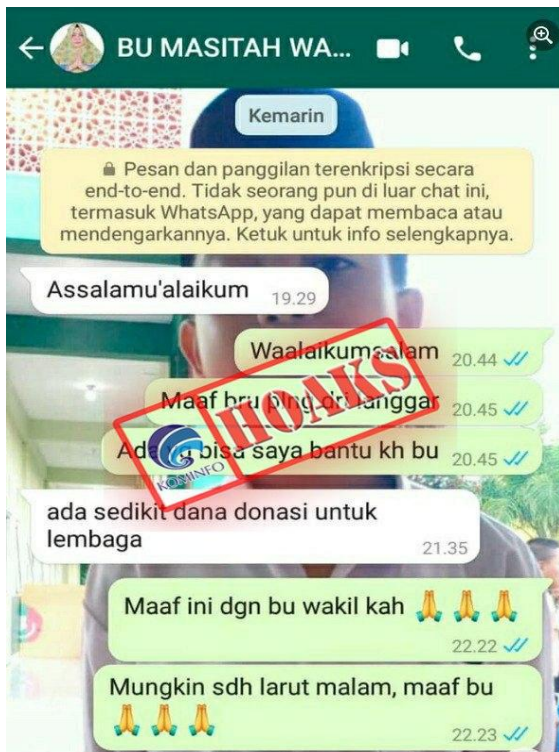 BU MASITAH WA...
Kemarin
Pesan dan panggilan terenkripsi secara
end-to-end. Tidak seorang pun di luar chat ini,
termasuk WhatsApp, yang dapat membaca atau
mendengarkannya. Ketuk untuk info selengkapnya.
Assalamu'alaikum 19.29
Waalaikumsalam 20.44
Maaf bru plng dri langgar 20.45
bisa saya bantu kh bu 20.45
HOAKS
KOMINFO
ada sedikit dana donasi untuk
lembaga
21.35
Maaf ini dgn bu wakil kah 🙏 🙏 🙏
22.22
Mungkin sdh larut malam, maaf bu
🙏 🙏 🙏
22.23